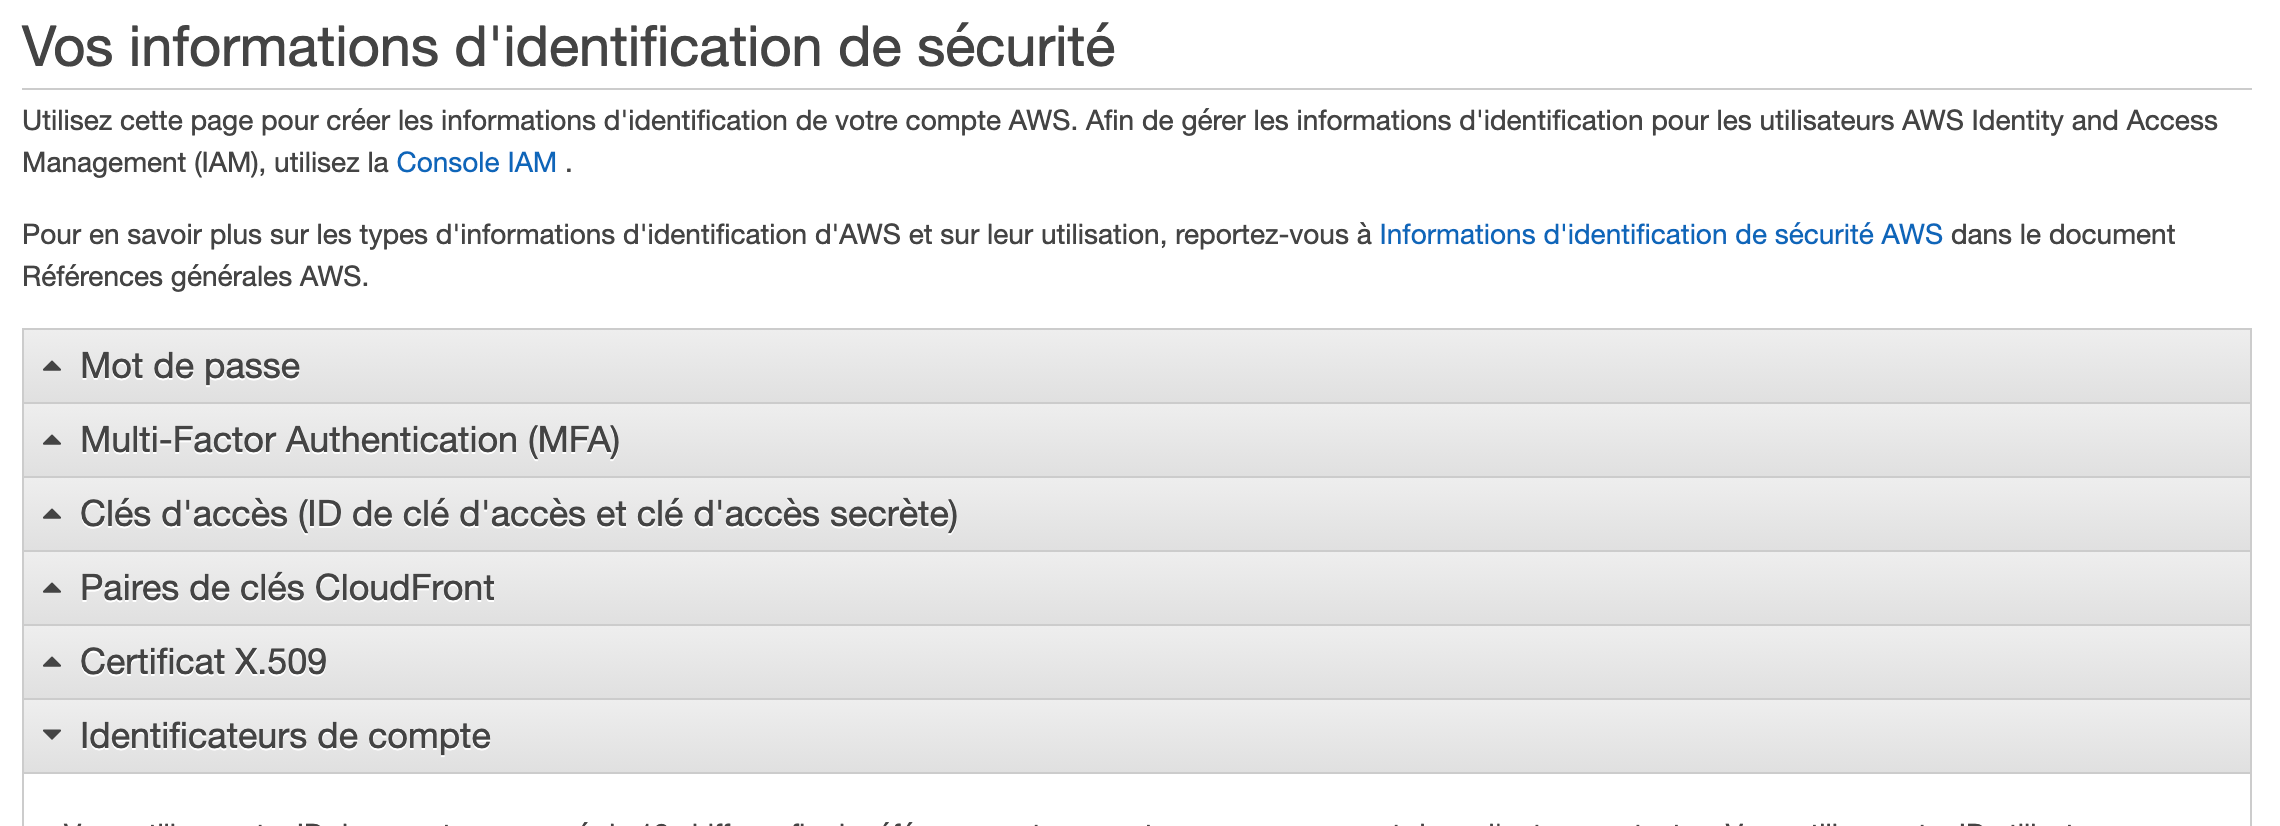 Vos informations d'identification de sécurité
Utilisez cette page pour créer les informations d'identification de votre compte AWS. Afin de gérer les informations d'identification pour les utilisateurs AWS Identity and Access
Management (IAM), utilisez la Console IAM .
Pour en savoir plus sur les types d'informations d'identification d'AWS et sur leur utilisation, reportez-vous à Informations d'identification de sécurité AWS dans le document
Références générales AWS.
Mot de passe
Multi-Factor Authentication (MFA)
Clés d'accès (ID de clé d'accès et clé d'accès secrète)
Paires de clés CloudFront
Certificat X.509
Identificateurs de compte